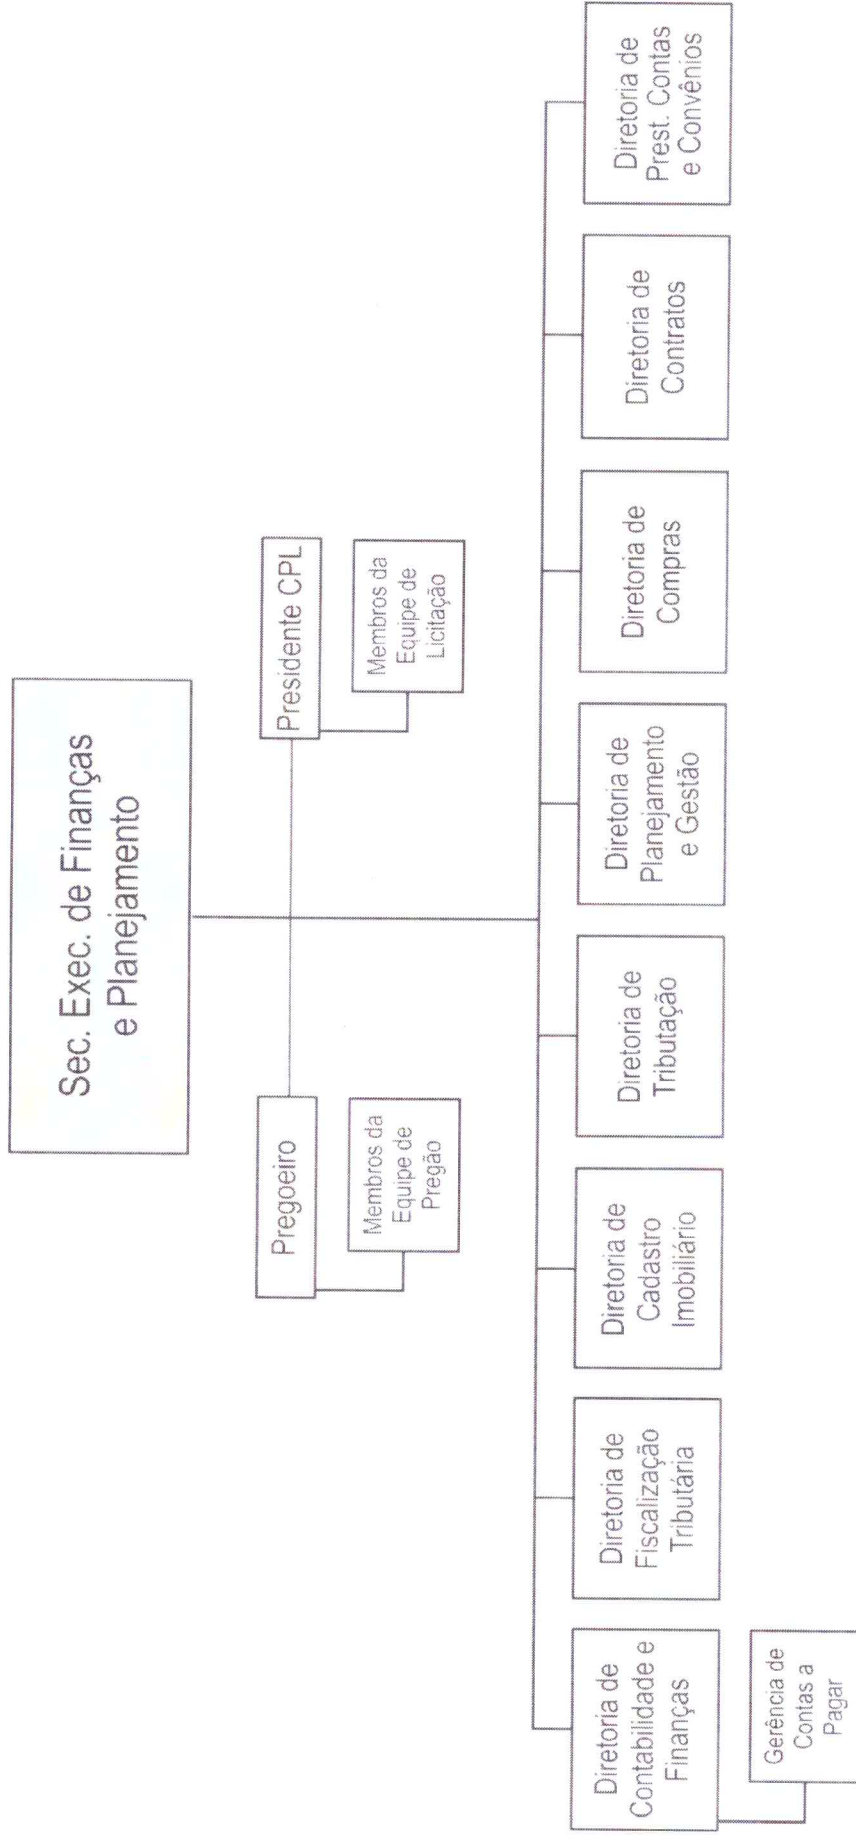 Sec. Exec. de Finanças
e Planejamento
Pregoeiro
Membros da
Equipe de
Pregão
Presidente CPL
Membros da
Equipe de
Licitação
Diretoria de
Contabilidade e
Finanças
Gerência de
Contas a
Pagar
Diretoria de
Fiscalização
Tributária
Diretoria de
Cadastro
Imobiliário
Diretoria de
Tributação
Diretoria de
Planejamento
e Gestão
Diretoria de
Compras
Diretoria de
Contratos
Diretoria de
Prest. Contas
e Convênios